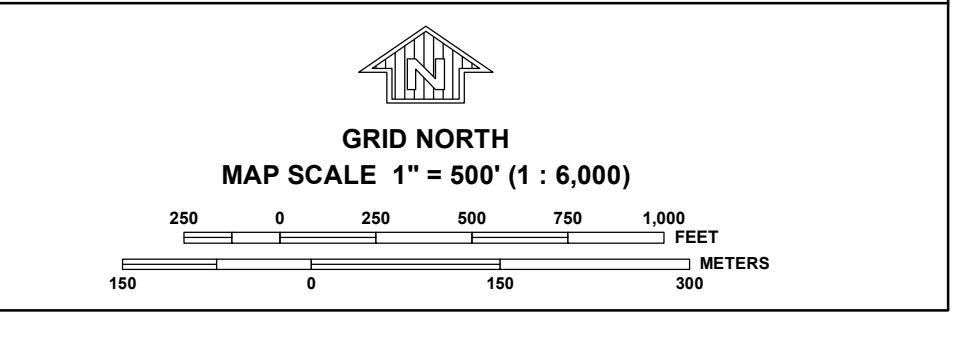 N
GRID NORTH
MAP SCALE 1" = 500' (1 : 6,000)
250 0 250 500 750 1,000
FEET
METERS
150 0 150 300